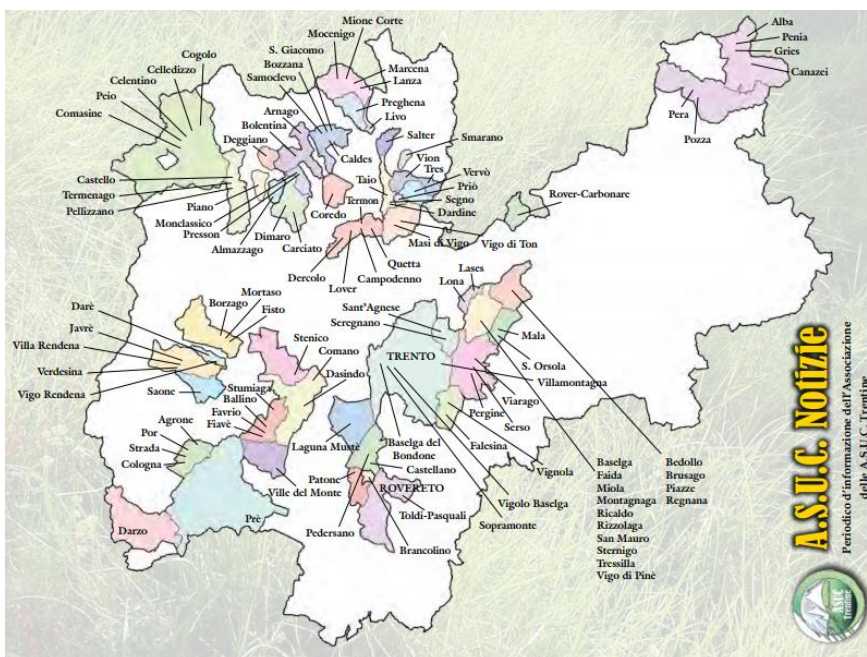 Alba
Penia
Gries
Canazei
Pera
Pozza
Mione Corte
Mocenigo
S. Giacomo
Bozzana
Samoclevo
Marcena
Lanza
Preghena
Livo
Cogolo
Celledizzo
Celentino
Peio
Comasine
Arnago
Bolentina
Deggiano
Salter
Smarano
Caldes
Vion
Tres
Taio
Vervò
Priò
Segno
Dardine
Termon
Castello
Termenago
Pellizzano
Piano
Monclassico
Presson
Almazzago
Dimaro
Carciato
Coredo
Rover-Carbonare
Masi di Vigo
Vigo di Ton
Quetta
Campodenno
Lover
Dercolo
Lases
Lona
Sant'Agnese
Seregnano
Mala
S. Orsola
Villamontagna
TRENTO
Viarago
Serso
Pergine
Falesina
Vignola
Darè
Javrè
Villa Rendena
Verdesina
Vigo Rendena
Borzago
Mortaso
Fisto
Stenico
Comano
Dasindo
Saone
Stumiaga
Ballino
Favrio
Fiavè
Agrone
Por
Strada
Cologna
Laguna Mustè
Baselga del
Bondone
Castellano
Patone
ROVERETO
Ville del Monte
Toldi-Pasquali
Vigolo Baselga
Sopramonte
Pedersano
Brancolino
Darzo
Prè
Baselga
Faida
Miola
Montagnaga
Ricaldo
Rizzolaga
San Mauro
Sternigo
Tressilla
Vigo di Pinè
Bedollo
Brusago
Piazze
Regnana
A.S.U.C. Notizie
Periodico d'informazione dell'Associazione
delle A.S.U.C. Trentine
ASUC
Trentine